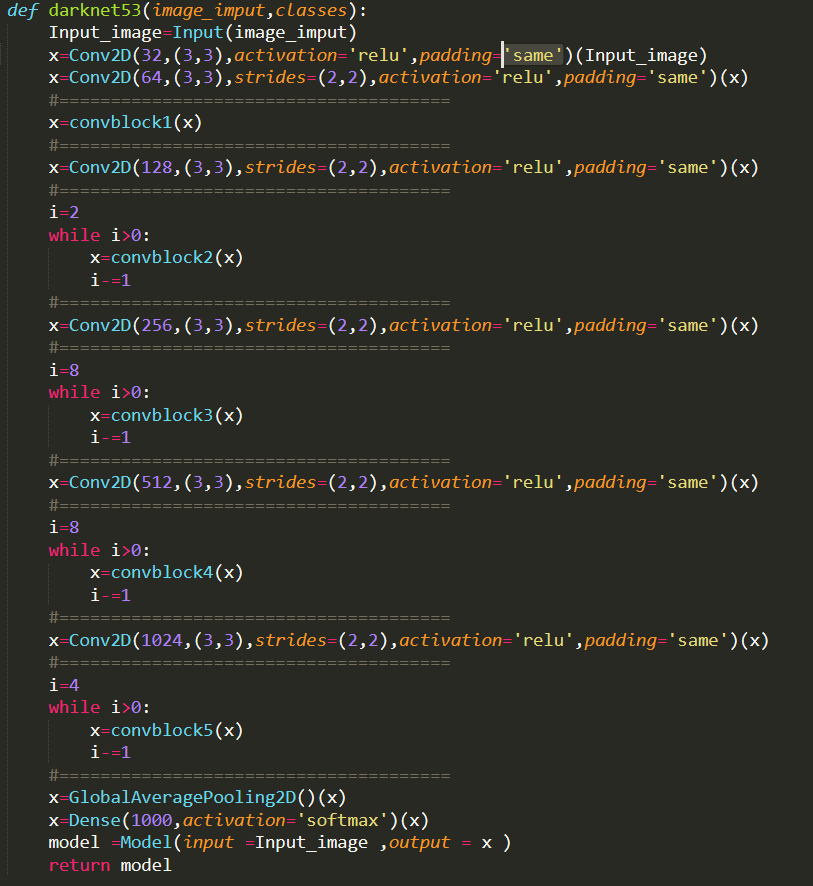 def darknet53(image_imput,classes):
    Input_image=Input(image_imput)
    x=Conv2D(32,(3,3),activation='relu',padding='same')(Input_image)
    x=Conv2D(64,(3,3),strides=(2,2),activation='relu',padding='same')(x)
    #======================================
    x=convblock1(x)
    #======================================
    x=Conv2D(128,(3,3),strides=(2,2),activation='relu',padding='same')(x)
    #======================================
    i=2
    while i>0:
        x=convblock2(x)
        i-=1
    #======================================
    x=Conv2D(256,(3,3),strides=(2,2),activation='relu',padding='same')(x)
    #======================================
    i=8
    while i>0:
        x=convblock3(x)
        i-=1
    #======================================
    x=Conv2D(512,(3,3),strides=(2,2),activation='relu',padding='same')(x)
    #======================================
    i=8
    while i>0:
        x=convblock4(x)
        i-=1
    #======================================
    x=Conv2D(1024,(3,3),strides=(2,2),activation='relu',padding='same')(x)
    #======================================
    i=4
    while i>0:
        x=convblock5(x)
        i-=1
    #======================================
    x=GlobalAveragePooling2D()(x)
    x=Dense(1000,activation='softmax')(x)
    model =Model(input =Input_image ,output = x )
    return model